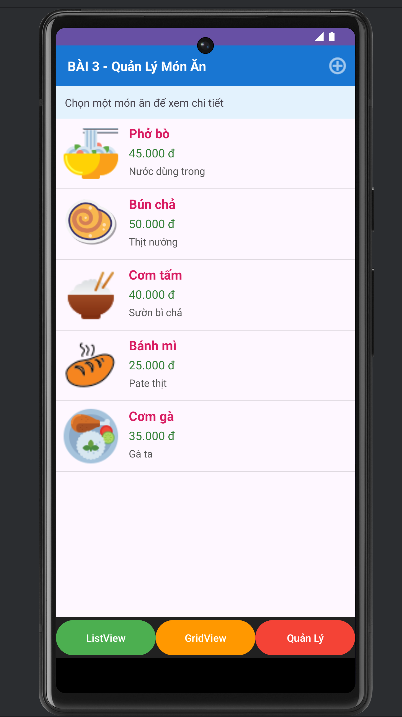 BÀI 3 - Quản Lý Món Ăn
Chọn một món ăn để xem chi tiết
Phở bò
45.000 đ
Nước dùng trong
Bún chả
50.000 đ
Thịt nướng
Cơm tấm
40.000 đ
Sườn bì chả
Bánh mì
25.000 đ
Pate thịt
Cơm gà
35.000 đ
Gà ta
ListView
GridView
Quản Lý